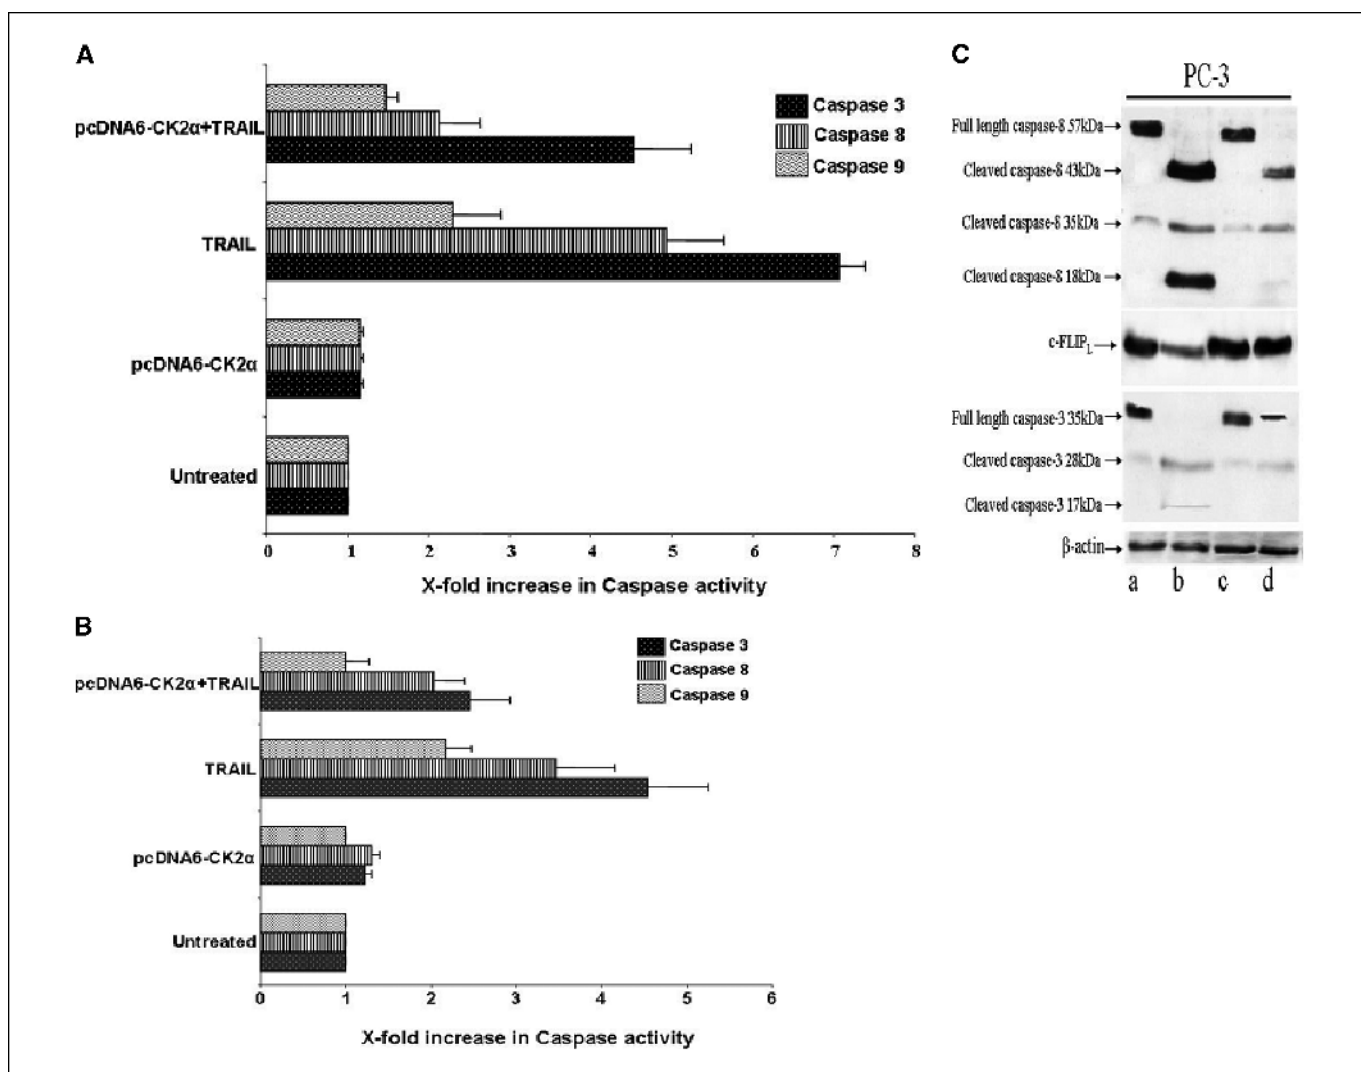 A
pcDNA6-CK2α+TRAIL
TRAIL
pcDNA6-CK2α
Untreated
Caspase 3
Caspase 8
Caspase 9
0 1 2 3 4 5 6 7 8
X-fold increase in Caspase activity
B
pcDNA6-CK2α+TRAIL
TRAIL
pcDNA6-CK2α
Untreated
Caspase 3
Caspase 8
Caspase 9
0 1 2 3 4 5 6
X-fold increase in Caspase activity
C
PC-3
Full length caspase-8 57kDa
Cleaved caspase-8 43kDa
Cleaved caspase-8 35kDa
Cleaved caspase-8 18kDa
c-FLIPL
Full length caspase-3 35kDa
Cleaved caspase-3 28kDa
Cleaved caspase-3 17kDa
β-actin
a b c d